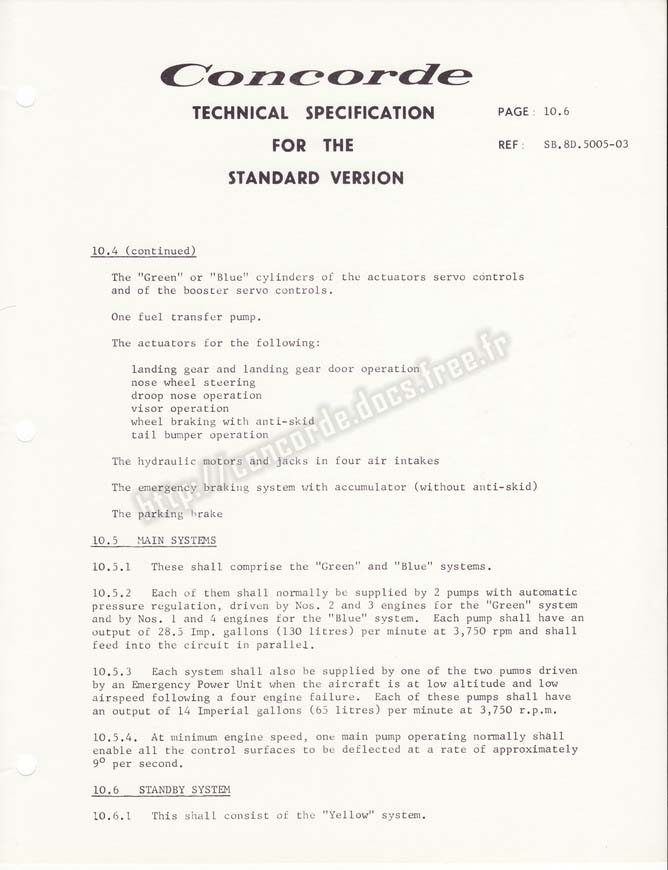 Concorde
TECHNICAL SPECIFICATION
PAGE: 10.6
FOR THE
REF: SB.8D.5005-03
STANDARD VERSION
10.4 (continued)
The "Green" or "Blue" cylinders of the actuators servo controls
and of the booster servo controls.
One fuel transfer pump.
The actuators for the following:
landing gear and landing gear door operation
nose wheel steering
droop nose operation
visor operation
wheel braking with anti-skid
tail bumper operation
The hydraulic motors and jacks in four air intakes
The emergency braking system with accumulator (without anti-skid)
The parking brake
http://concorde.docs.free.fr
10.5 MAIN SYSTEMS
10.5.1 These shall comprise the "Green" and "Blue" systems.
10.5.2 Each of them shall normally be supplied by 2 pumps with automatic
pressure regulation, driven by Nos. 2 and 3 engines for the "Green" system
and by Nos. 1 and 4 engines for the "Blue" system. Each pump shall have an
output of 28.5 Imp. gallons (130 litres) per minute at 3,750 rpm and shall
feed into the circuit in parallel.
10.5.3 Each system shall also be supplied by one of the two pumps driven
by an Emergency Power Unit when the aircraft is at low altitude and low
airspeed following a four engine failure. Each of these pumps shall have
an output of 14 Imperial gallons (65 litres) per minute at 3,750 r.p.m.
10.5.4. At minimum engine speed, one main pump operating normally shall
enable all the control surfaces to be deflected at a rate of approximately
9° per second.
10.6 STANDBY SYSTEM
10.6.1 This shall consist of the "Yellow" system.